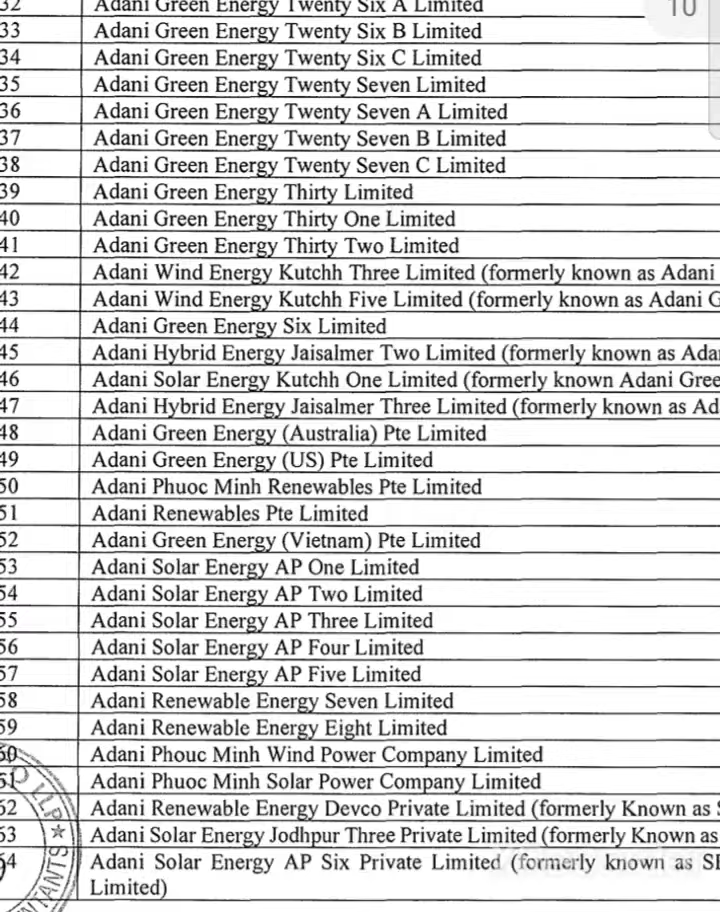 32 Adani Green Energy Twenty Six A Limited
10
33 Adani Green Energy Twenty Six B Limited
34 Adani Green Energy Twenty Six C Limited
35 Adani Green Energy Twenty Seven Limited
36 Adani Green Energy Twenty Seven A Limited
37 Adani Green Energy Twenty Seven B Limited
38 Adani Green Energy Twenty Seven C Limited
39 Adani Green Energy Thirty Limited
40 Adani Green Energy Thirty One Limited
41 Adani Green Energy Thirty Two Limited
42 Adani Wind Energy Kutchh Three Limited (formerly known as Adani
43 Adani Wind Energy Kutchh Five Limited (formerly known as Adani G
44 Adani Green Energy Six Limited
45 Adani Hybrid Energy Jaisalmer Two Limited (formerly known as Ada
46 Adani Solar Energy Kutchh One Limited (formerly known Adani Gree
47 Adani Hybrid Energy Jaisalmer Three Limited (formerly known as Ad
48 Adani Green Energy (Australia) Pte Limited
49 Adani Green Energy (US) Pte Limited
50 Adani Phuoc Minh Renewables Pte Limited
51 Adani Renewables Pte Limited
52 Adani Green Energy (Vietnam) Pte Limited
53 Adani Solar Energy AP One Limited
54 Adani Solar Energy AP Two Limited
55 Adani Solar Energy AP Three Limited
56 Adani Solar Energy AP Four Limited
57 Adani Solar Energy AP Five Limited
58 Adani Renewable Energy Seven Limited
59 Adani Renewable Energy Eight Limited
60 Adani Phouc Minh Wind Power Company Limited
61 Adani Phuoc Minh Solar Power Company Limited
62 Adani Renewable Energy Devco Private Limited (formerly Known as S
63 Adani Solar Energy Jodhpur Three Private Limited (formerly Known as
64 Adani Solar Energy AP Six Private Limited (formerly known as SB
Limited)
LLP